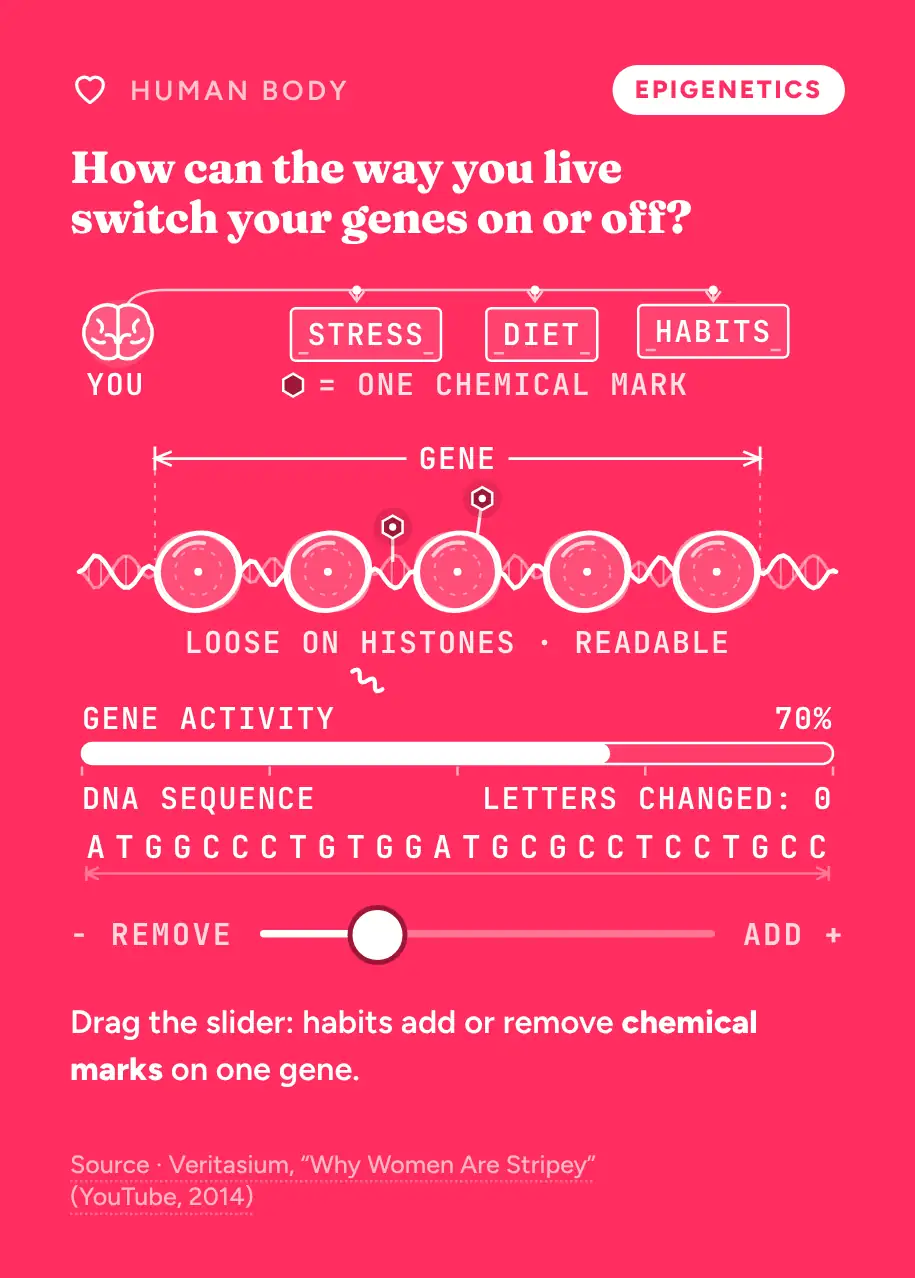 HUMAN BODY
EPIGENETICS
How can the way you live
switch your genes on or off?
STRESS
DIET
HABITS
YOU
= ONE CHEMICAL MARK
GENE
LOOSE ON HISTONES · READABLE
GENE ACTIVITY
70%
DNA SEQUENCE
LETTERS CHANGED: 0
ATGGCCCTGTGGATGCGCCTCCTGCC
- REMOVE
ADD +
Drag the slider: habits add or remove chemical
marks on one gene.
Source · Veritasium, “Why Women Are Stripey”
(YouTube, 2014)